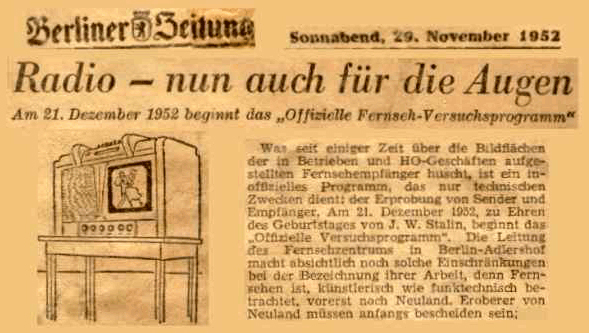 Berliner Zeitung
Sonnabend, 29. November 1952
Radio – nun auch für die Augen
Am 21. Dezember 1952 beginnt das „Offizielle Fernseh-Versuchsprogramm“
Was seit einiger Zeit über die Bildflächen
der in Betrieben und HO-Geschäften aufge-
stellten Fernsehempfänger huscht, ist ein in-
offizielles Programm, das nur technischen
Zwecken dient: der Erprobung von Sender und
Empfänger. Am 21. Dezember 1952, zu Ehren
des Geburtstages von J. W. Stalin, beginnt das
„Offizielle Versuchsprogramm“. Die Leitung
des Fernsehzentrums in Berlin-Adlershof
macht absichtlich noch solche Einschränkungen
bei der Bezeichnung ihrer Arbeit, denn Fern-
sehen ist, künstlerisch wie funktechnisch be-
trachtet, vorerst noch Neuland. Eroberer von
Neuland müssen anfangs bescheiden sein;